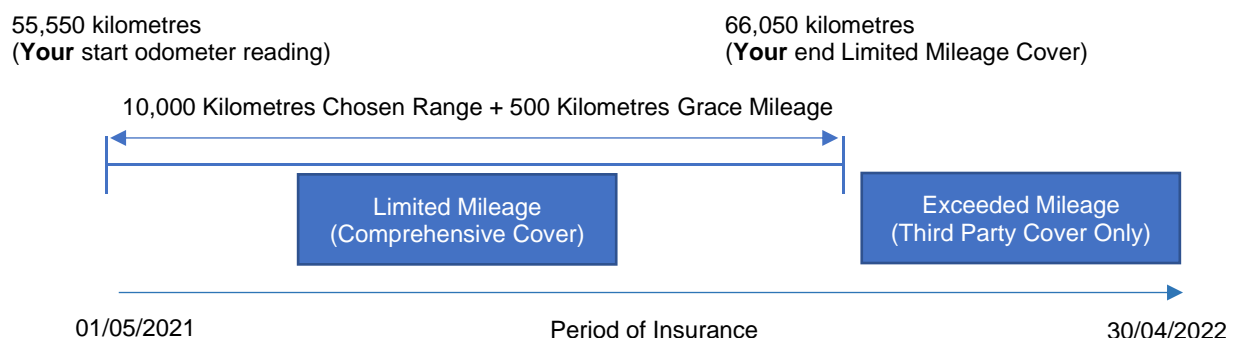 55,550 kilometres
(Your start odometer reading)
66,050 kilometres
(Your end Limited Mileage Cover)
10,000 Kilometres Chosen Range + 500 Kilometres Grace Mileage
Limited Mileage
(Comprehensive Cover)
Exceeded Mileage
(Third Party Cover Only)
01/05/2021
Period of Insurance
30/04/2022